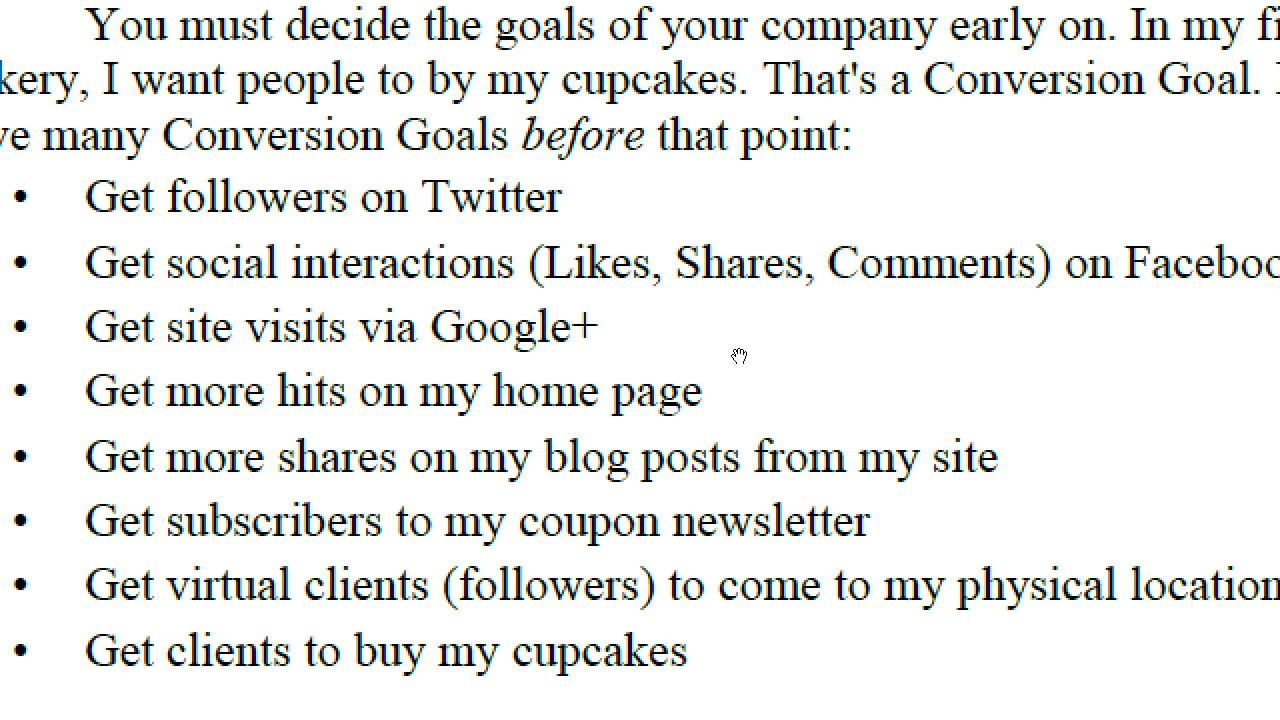 You must decide the goals of your company early on. In my fi
kery, I want people to by my cupcakes. That's a Conversion Goal.
ve many Conversion Goals before that point:
• Get followers on Twitter
• Get social interactions (Likes, Shares, Comments) on Faceboo
• Get site visits via Google+
• Get more hits on my home page
• Get more shares on my blog posts from my site
• Get subscribers to my coupon newsletter
• Get virtual clients (followers) to come to my physical location
• Get clients to buy my cupcakes